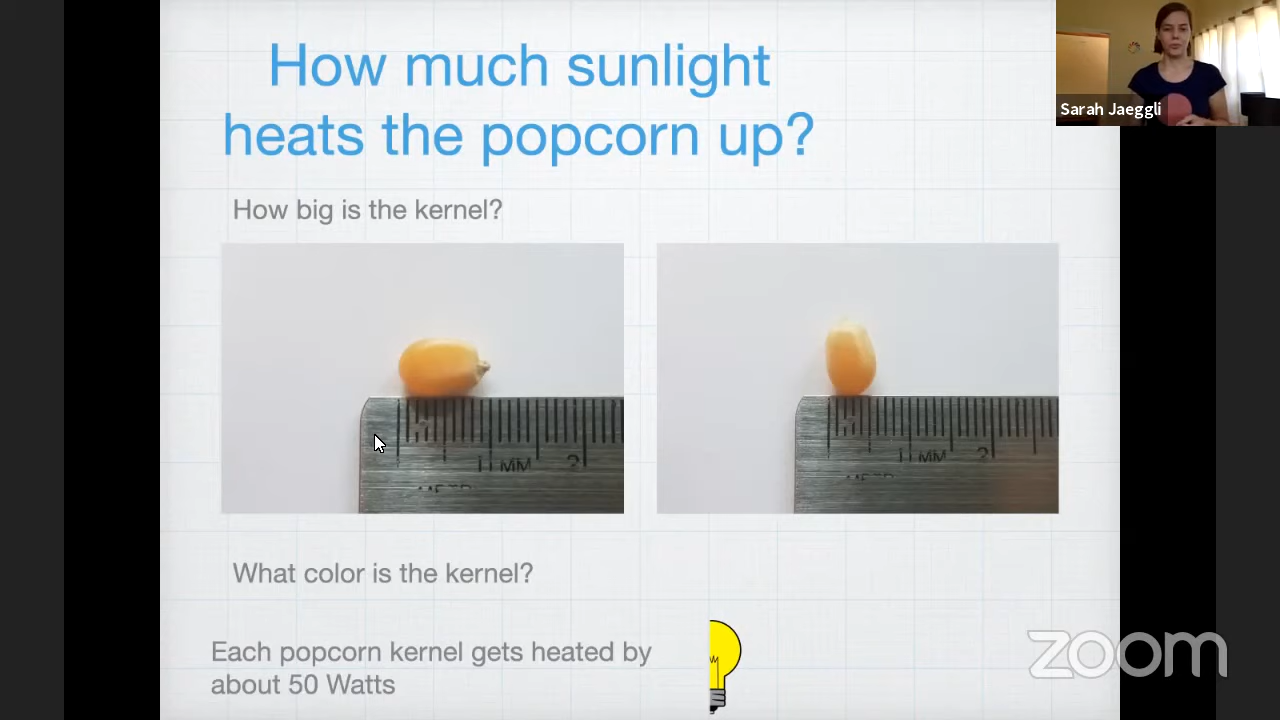 How much sunlight
heats the popcorn up?
Sarah Jaeggli
How big is the kernel?
1 MM 2
1 MM 2
What color is the kernel?
Each popcorn kernel gets heated by
about 50 Watts
zoom